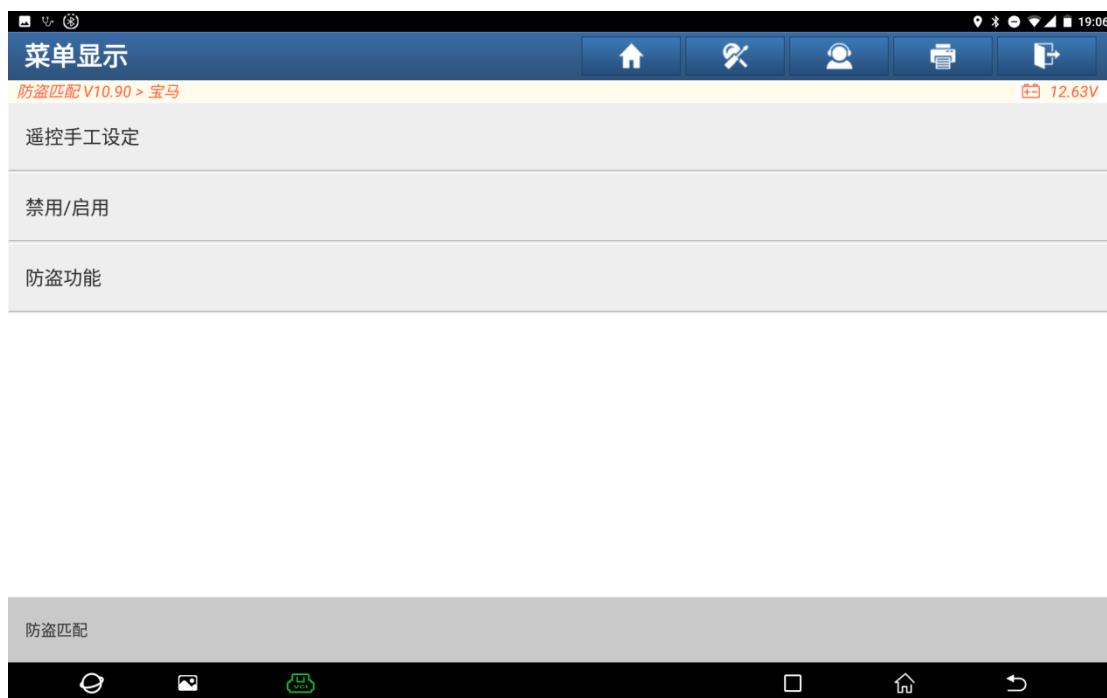 19:06
菜单显示
防盗匹配 V10.90 > 宝马
12.63V
遥控手工设定
禁用/启用
防盗功能
防盗匹配
VCI